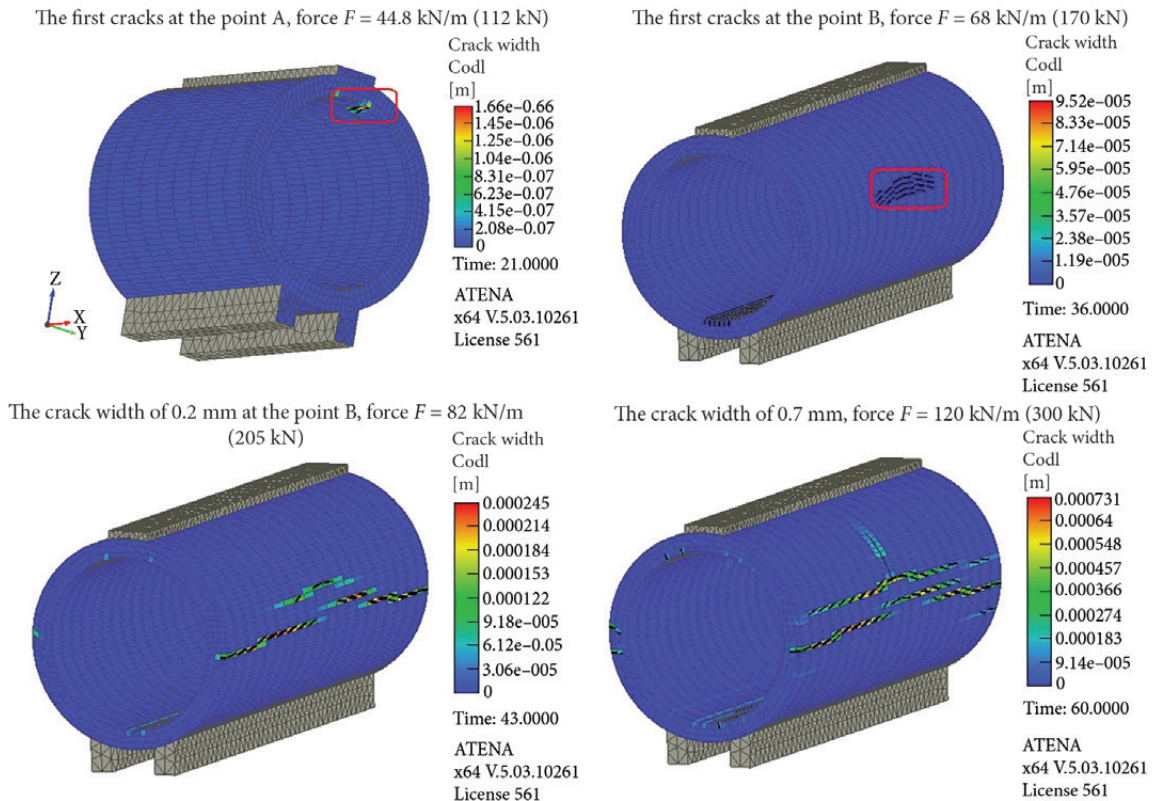 The first cracks at the point A, force F = 44.8 kN/m (112 kN)
Crack width
Codl
[m]
1.66e–0.66
1.45e–0.06
1.25e–0.06
1.04e–0.06
8.31e–0.07
6.23e–0.07
4.15e–0.07
2.08e–0.07
0
Time: 21.0000
ATENA
x64 V.5.03.10261
License 561
Z
X
Y
The first cracks at the point B, force F = 68 kN/m (170 kN)
Crack width
Codl
[m]
9.52e–005
8.33e–005
7.14e–005
5.95e–005
4.76e–005
3.57e–005
2.38e–005
1.19e–005
0
Time: 36.0000
ATENA
x64 V.5.03.10261
License 561
The crack width of 0.2 mm at the point B, force F = 82 kN/m
(205 kN)
Crack width
Codl
[m]
0.000245
0.000214
0.000184
0.000153
0.000122
9.18e–005
6.12e–0.05
3.06e–005
0
Time: 43.0000
ATENA
x64 V.5.03.10261
License 561
The crack width of 0.7 mm, force F = 120 kN/m (300 kN)
Crack width
Codl
[m]
0.000731
0.00064
0.000548
0.000457
0.000366
0.000274
0.000183
9.14e–005
0
Time: 60.0000
ATENA
x64 V.5.03.10261
License 561